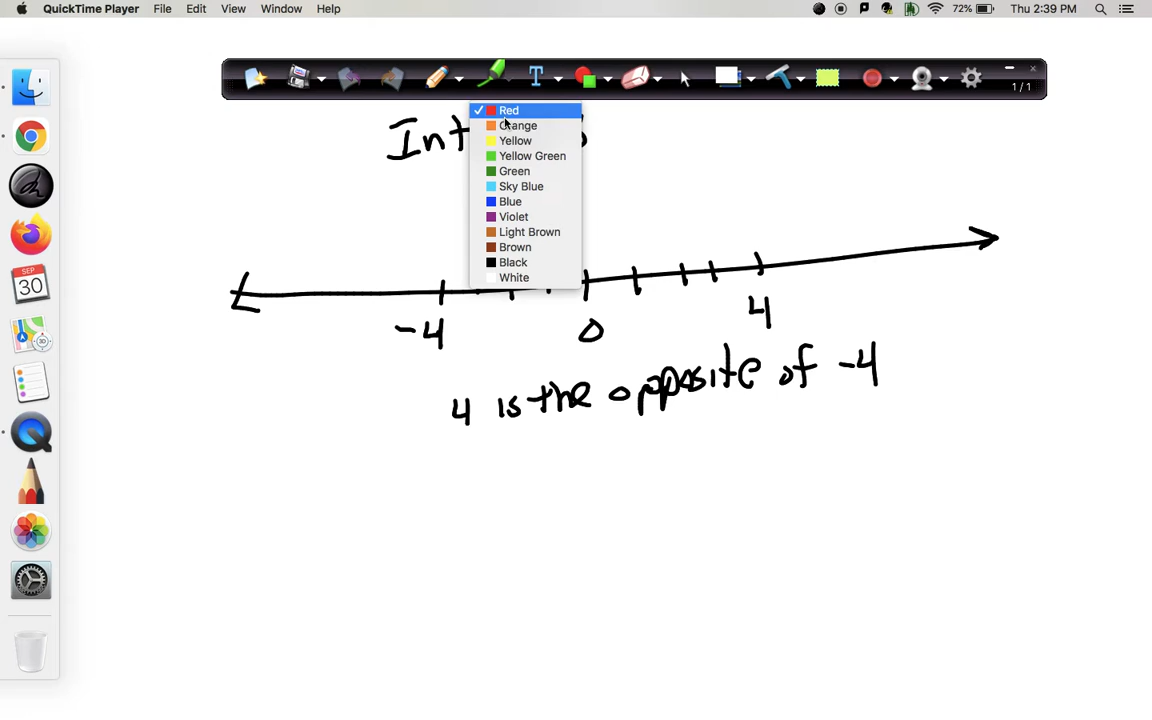 QuickTime Player File Edit View Window Help 72% Thu 2:39 PM
T 1 / 1
Red
Orange
Yellow
Yellow Green
Green
Sky Blue
Blue
Violet
Light Brown
Brown
Black
White
SEP
30
-4 0 4
4 is the opposite of -4